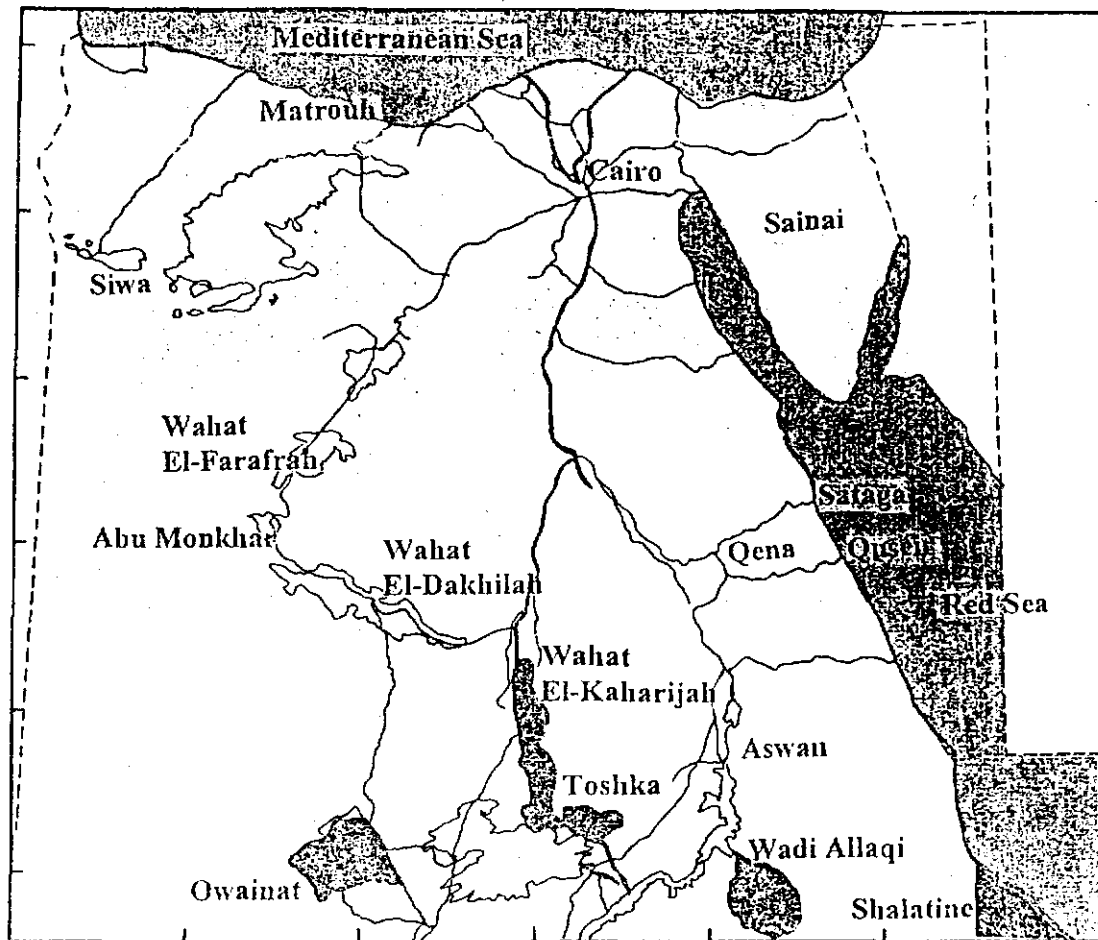 Mediterranean Sea
Matrouh
Cairo
Sainai
Siwa
Wahat
El-Farafrah
Safaga
Abu Monkhar
Wahat
El-Dakhilah
Qena
Quseir
Red Sea
Wahat
El-Kaharijah
Aswan
Toshka
Wadi Allaqi
Owainat
Shalatine